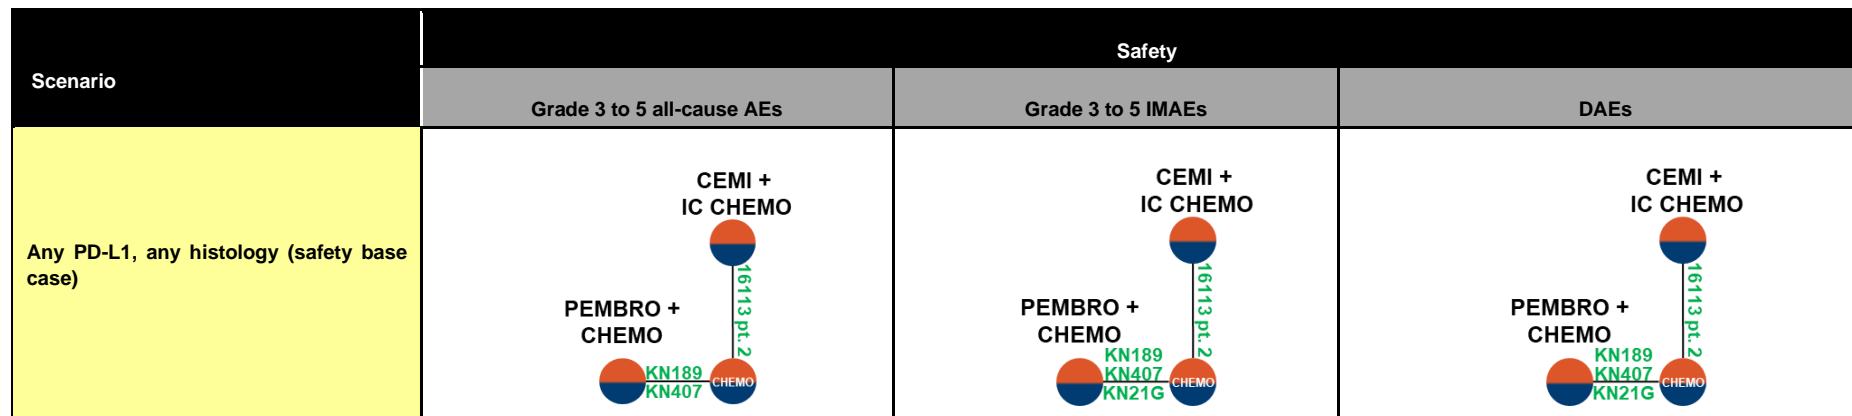 Scenario
Safety
Grade 3 to 5 all-cause AEs
Grade 3 to 5 IMAEs
DAEs
Any PD-L1, any histology (safety base
case)
CEMI +
IC CHEMO
16113 pt. 2
PEMBRO +
CHEMO
KN189
KN407
CHEMO
CEMI +
IC CHEMO
16113 pt. 2
PEMBRO +
CHEMO
KN189
KN407
KN21G
CHEMO
CEMI +
IC CHEMO
16113 pt. 2
PEMBRO +
CHEMO
KN189
KN407
KN21G
CHEMO